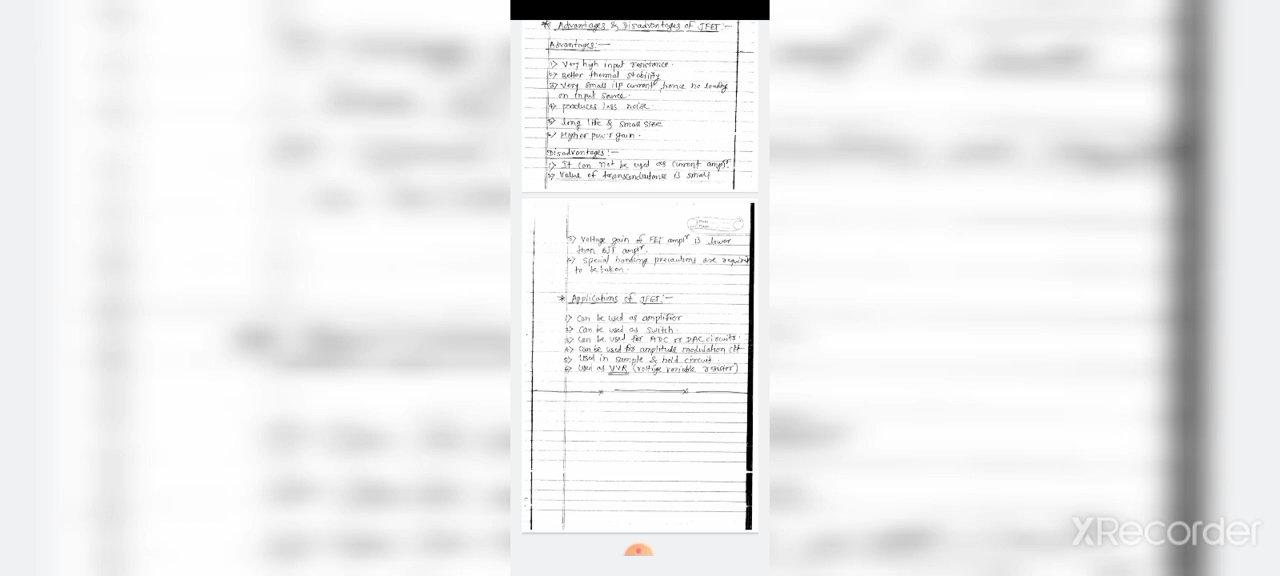 * Advantages & Disadvantages of JFET:-
Advantages:-
1) Very high input resistance.
2) Better thermal stability
3) Very small i/p current, hence no loading
on input source.
4) produces less noise.
5) long life & small size
6) Higher power gain.
Disadvantages:-
1) It can not be used as current amplr.
2) Value of transconductance is small
3) Voltage gain of FET amplr is lower
than BJT amplr.
4) special handling precautions are required
to be taken.
* Applications of JFET:-
1) Can be used as amplifier
2) Can be used as switch.
3) Can be used for ADC or DAC circuits.
4) Can be used for amplitude modulation ckt
5) Used in sample & hold circuit.
6) Used as VVR (Voltage variable resistor)
XRecorder